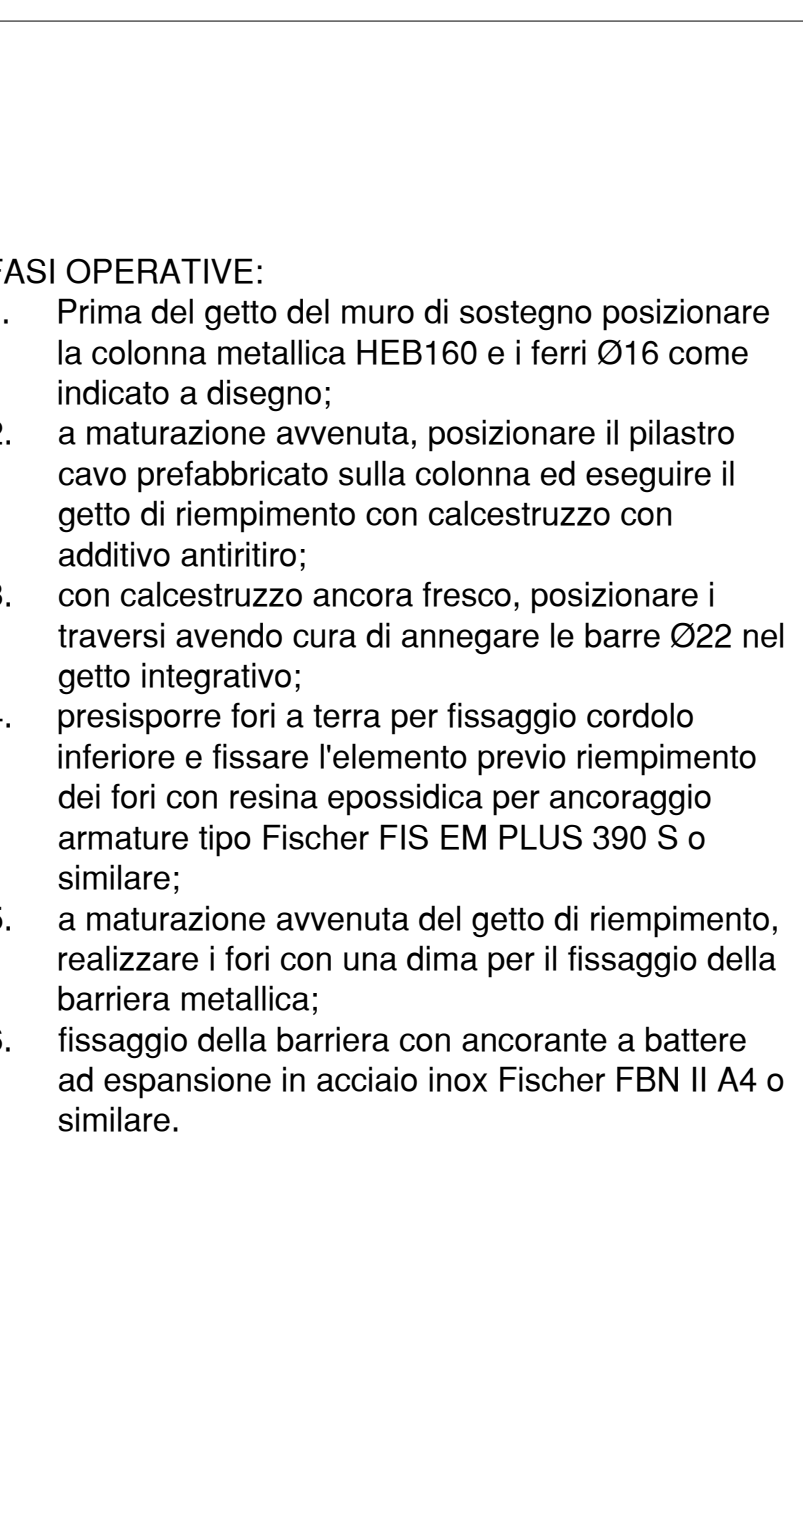 FASI OPERATIVE:
. Prima del getto del muro di sostegno posizionare
la colonna metallica HEB160 e i ferri Ø16 come
indicato a disegno;
2. a maturazione avvenuta, posizionare il pilastro
cavo prefabbricato sulla colonna ed eseguire il
getto di riempimento con calcestruzzo con
additivo antiritiro;
3. con calcestruzzo ancora fresco, posizionare i
traversi avendo cura di annegare le barre Ø22 nel
getto integrativo;
4. presisporre fori a terra per fissaggio cordolo
inferiore e fissare l'elemento previo riempimento
dei fori con resina epossidica per ancoraggio
armature tipo Fischer FIS EM PLUS 390 S o
similare;
5. a maturazione avvenuta del getto di riempimento,
realizzare i fori con una dima per il fissaggio della
barriera metallica;
6. fissaggio della barriera con ancorante a battere
ad espansione in acciaio inox Fischer FBN II A4 o
similare.